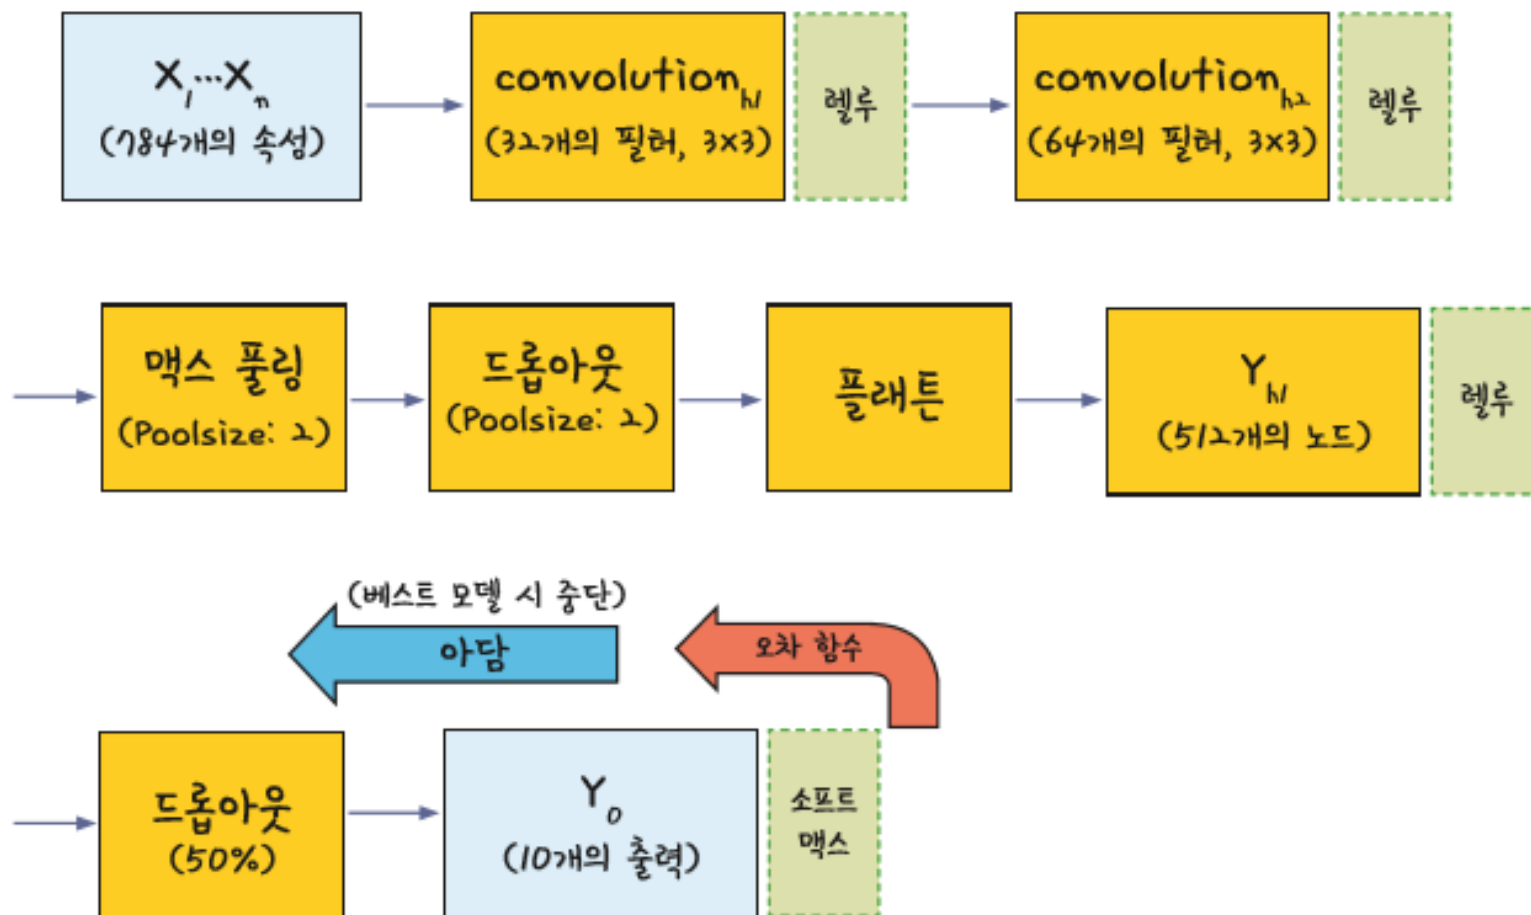 X₁…Xₙ
(784개의 속성)
convolutionₕ₁
(32개의 필터, 3x3)
렐루
convolutionₕ₂
(64개의 필터, 3x3)
렐루
맥스 풀링
(Poolsize: 2)
드롭아웃
(Poolsize: 2)
플래튼
Yₕ₁
(512개의 노드)
렐루
(베스트 모델 시 중단)
아담
오차 함수
드롭아웃
(50%)
Y₀
(10개의 출력)
소프트
맥스